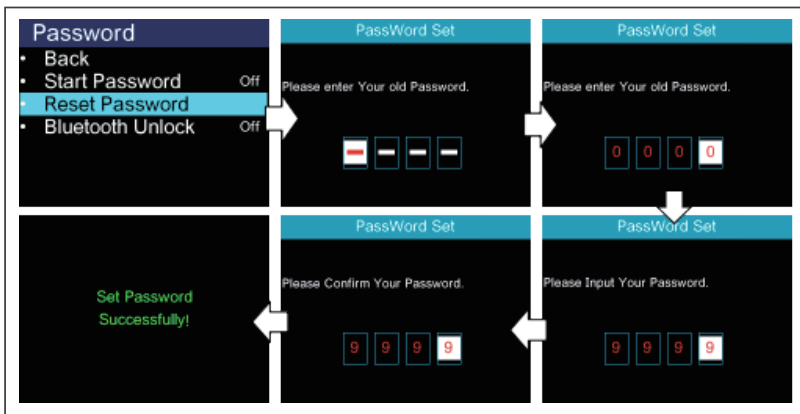 Password
• Back
• Start Password Off
• Reset Password
• Bluetooth Unlock Off
PassWord Set
Please enter Your old Password.
– – – –
PassWord Set
Please enter Your old Password.
0 0 0 0
PassWord Set
Please Input Your Password.
9 9 9 9
PassWord Set
Please Confirm Your Password.
9 9 9 9
Set Password
Successfully!